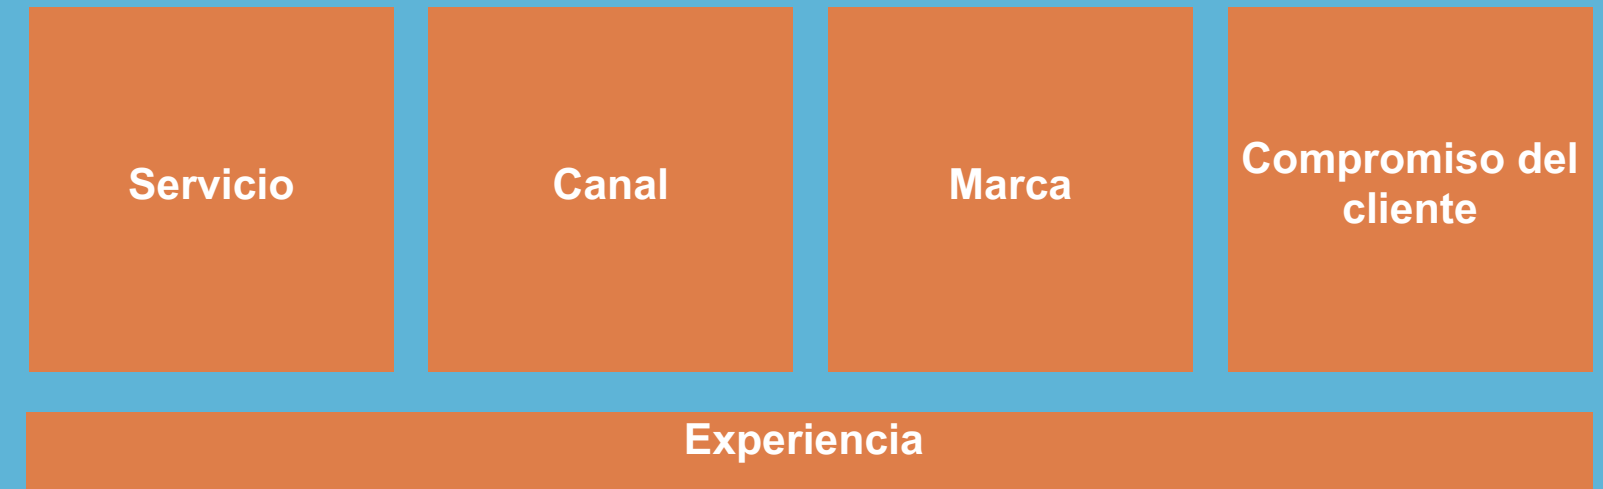 Servicio
Canal
Marca
Compromiso del
cliente
Experiencia